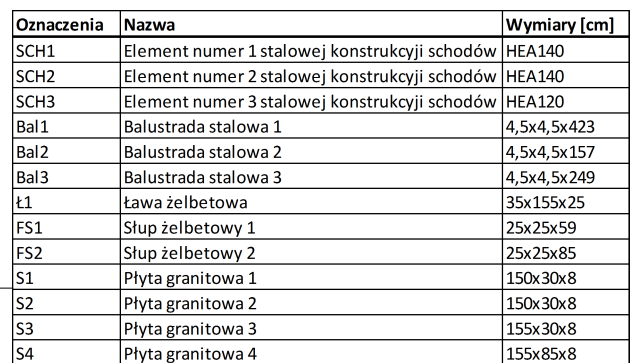 Oznaczenia Nazwa Wymiary [cm]
SCH1 Element numer 1 stalowej konstrukcyji schodów HEA140
SCH2 Element numer 2 stalowej konstrukcyji schodów HEA140
SCH3 Element numer 3 stalowej konstrukcyji schodów HEA120
Bal1 Balustrada stalowa 1 4,5x4,5x423
Bal2 Balustrada stalowa 2 4,5x4,5x157
Bal3 Balustrada stalowa 3 4,5x4,5x249
Ł1 Ława żelbetowa 35x155x25
FS1 Słup żelbetowy 1 25x25x59
FS2 Słup żelbetowy 2 25x25x85
S1 Płyta granitowa 1 150x30x8
S2 Płyta granitowa 2 150x30x8
S3 Płyta granitowa 3 155x30x8
S4 Płyta granitowa 4 155x85x8